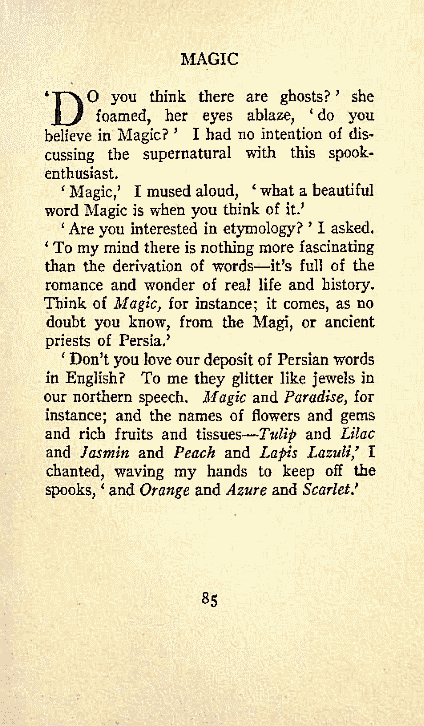 MAGIC
‘DO you think there are ghosts?’ she
foamed, her eyes ablaze, ‘do you
believe in Magic?’ I had no intention of dis-
cussing the supernatural with this spook-
enthusiast.
‘Magic,’ I mused aloud, ‘what a beautiful
word Magic is when you think of it.’
‘Are you interested in etymology?’ I asked.
‘To my mind there is nothing more fascinating
than the derivation of words—it’s full of the
romance and wonder of real life and history.
Think of Magic, for instance; it comes, as no
doubt you know, from the Magi, or ancient
priests of Persia.’
‘Don’t you love our deposit of Persian words
in English? To me they glitter like jewels in
our northern speech. Magic and Paradise, for
instance; and the names of flowers and gems
and rich fruits and tissues—Tulip and Lilac
and Jasmin and Peach and Lapis Lazuli,’ I
chanted, waving my hands to keep off the
spooks, ‘and Orange and Azure and Scarlet.’
85